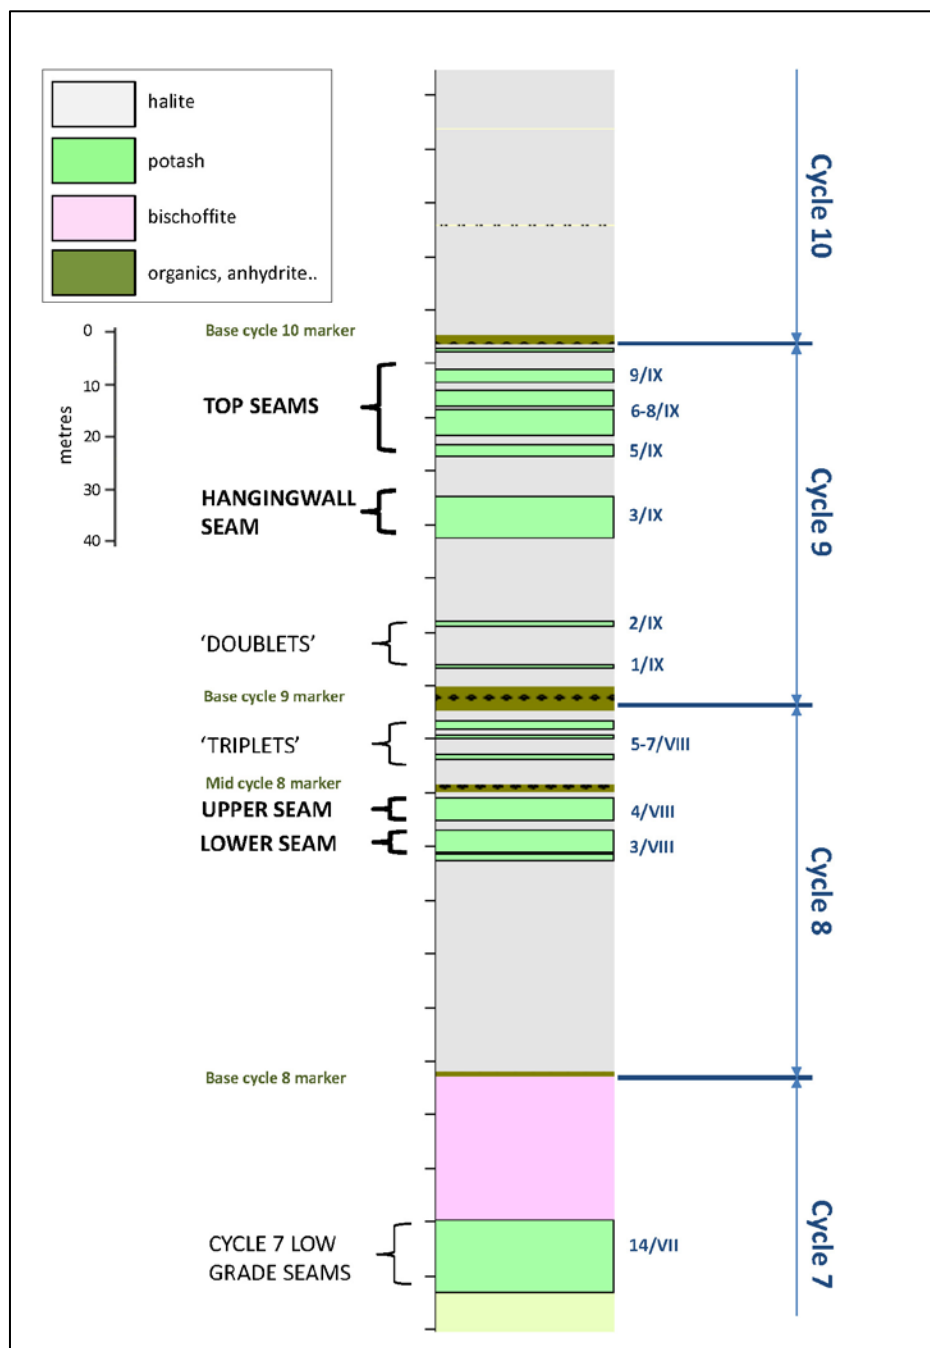 halite
potash
bischoffite
organics, anhydrite..
Cycle 10
0
Base cycle 10 marker
10
20
30
40
metres
TOP SEAMS
9/IX
6-8/IX
5/IX
HANGINGWALL
SEAM
3/IX
Cycle 9
2/IX
'DOUBLETS'
1/IX
Base cycle 9 marker
'TRIPLETS'
5-7/VIII
Mid cycle 8 marker
UPPER SEAM
4/VIII
LOWER SEAM
3/VIII
Cycle 8
Base cycle 8 marker
CYCLE 7 LOW
GRADE SEAMS
14/VII
Cycle 7